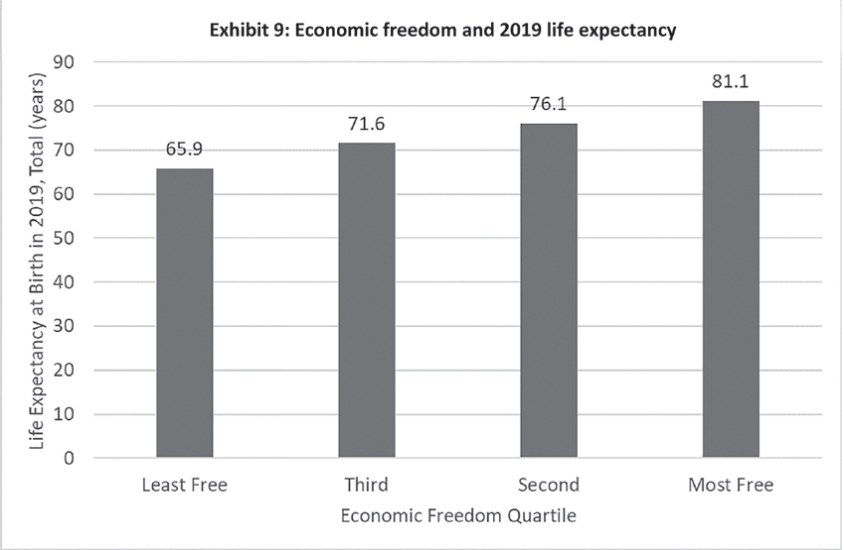 Exhibit 9: Economic freedom and 2019 life expectancy
Life Expectancy at Birth in 2019, Total (years)
90
80
70
60
50
40
30
20
10
0
65.9
71.6
76.1
81.1
Least Free
Third
Second
Most Free
Economic Freedom Quartile